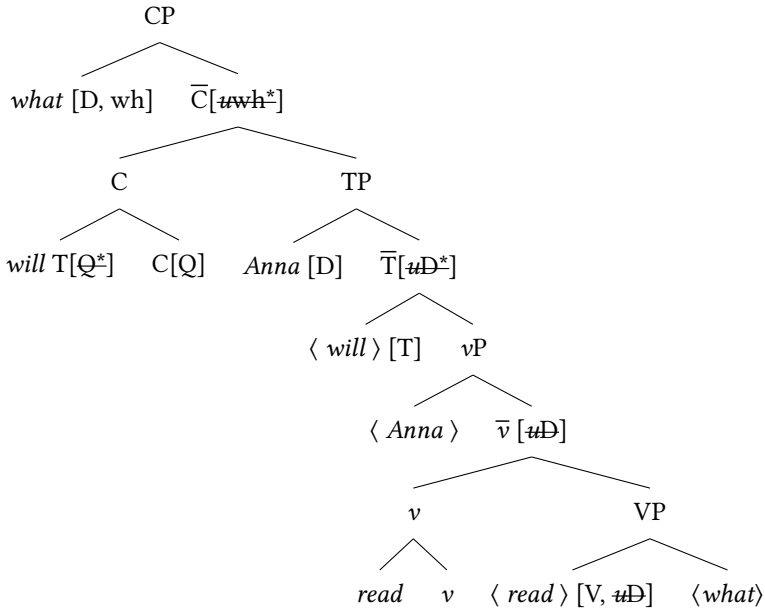 CP
what [D, wh] C̅[uwh*]
C TP
will T[Q*] C[Q] Anna [D] T̅[uD*]
⟨ will ⟩ [T] vP
⟨ Anna ⟩ v̅ [uD]
v VP
read v ⟨ read ⟩ [V, uD] ⟨what⟩